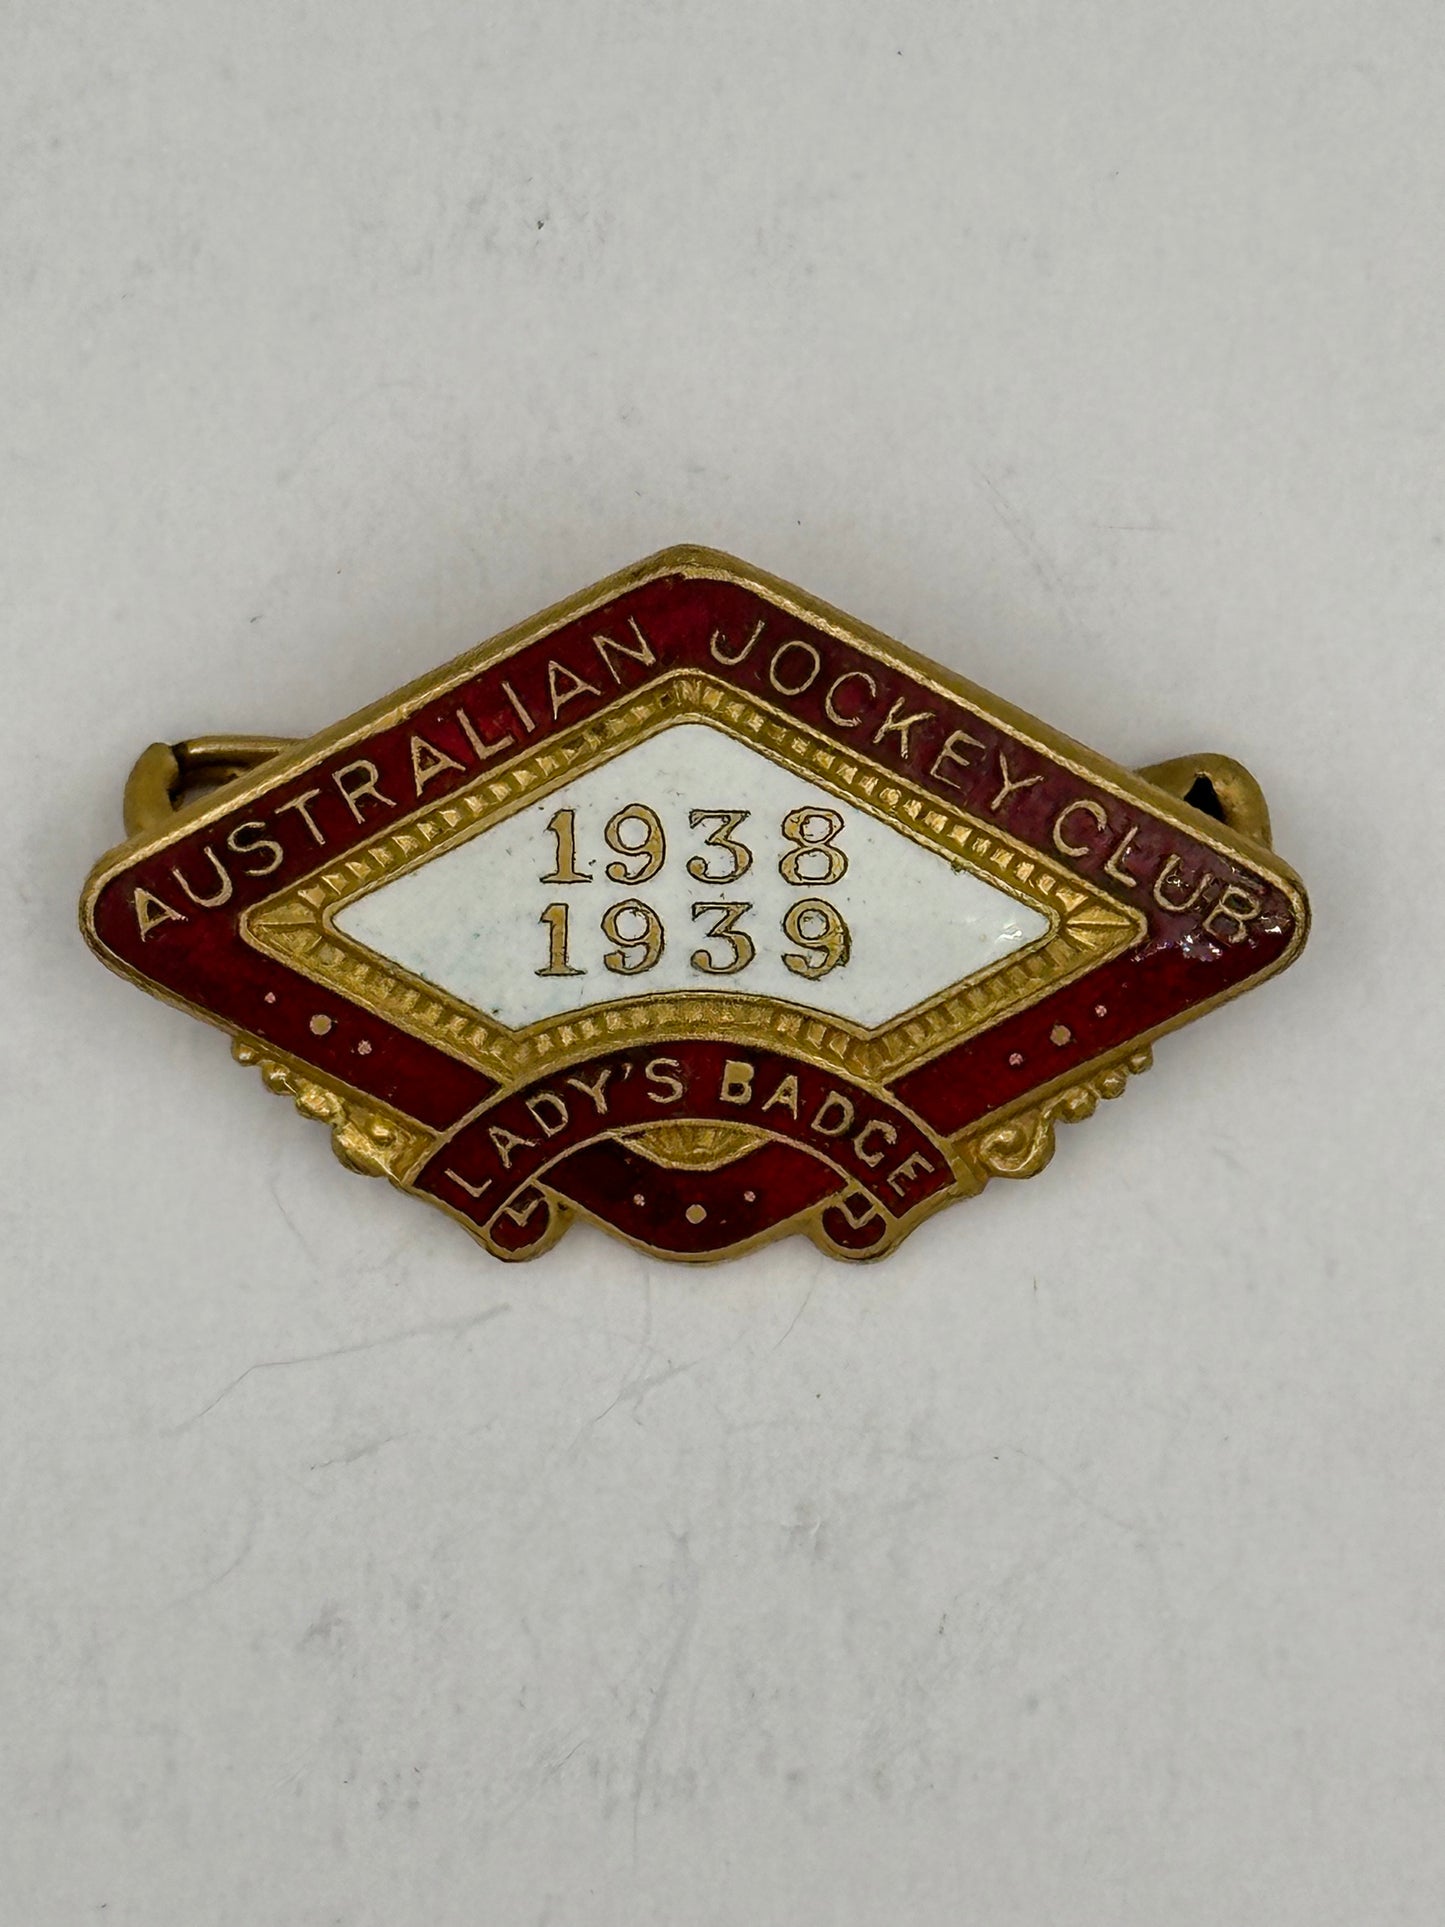 AUSTRALIAN JOCKEY CLUB
1938
1939
LADY'S BADGE